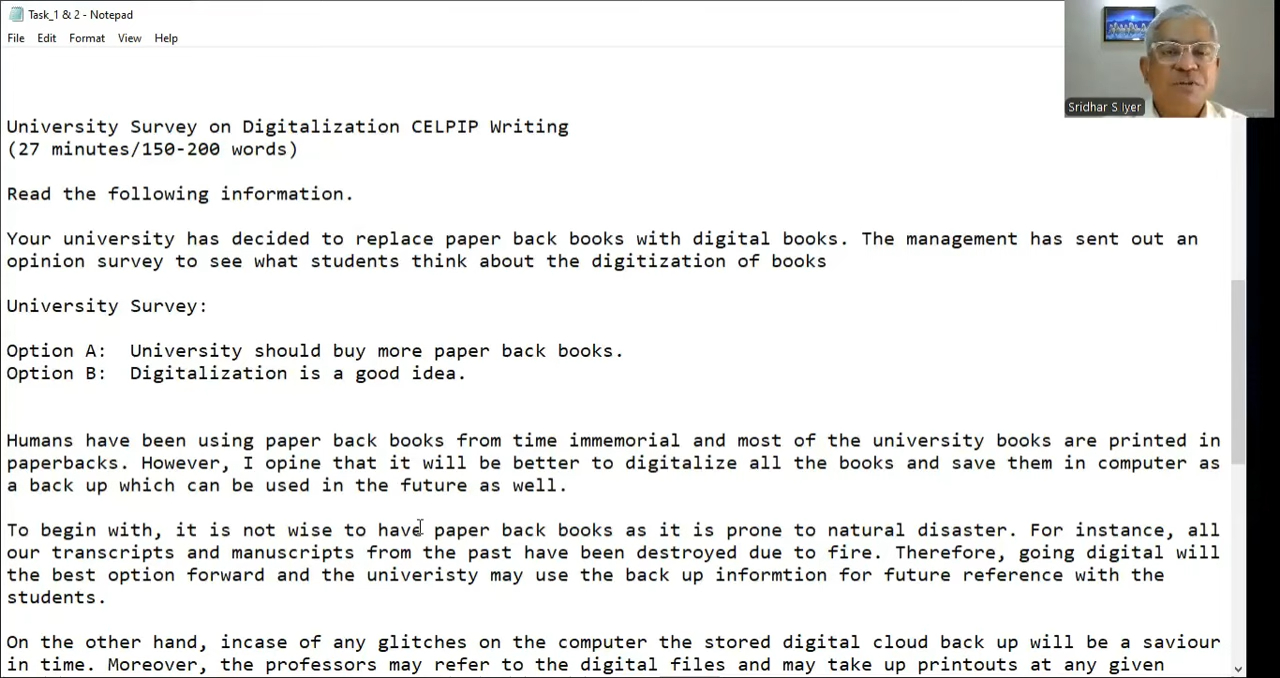 Task_1 & 2 - Notepad
File Edit Format View Help
Sridhar S Iyer
University Survey on Digitalization CELPIP Writing
(27 minutes/150-200 words)
Read the following information.
Your university has decided to replace paper back books with digital books. The management has sent out an
opinion survey to see what students think about the digitization of books
University Survey:
Option A: University should buy more paper back books.
Option B: Digitalization is a good idea.
Humans have been using paper back books from time immemorial and most of the university books are printed in
paperbacks. However, I opine that it will be better to digitalize all the books and save them in computer as
a back up which can be used in the future as well.
To begin with, it is not wise to have paper back books as it is prone to natural disaster. For instance, all
our transcripts and manuscripts from the past have been destroyed due to fire. Therefore, going digital will
the best option forward and the univeristy may use the back up informtion for future reference with the
students.
On the other hand, incase of any glitches on the computer the stored digital cloud back up will be a saviour
in time. Moreover, the professors may refer to the digital files and may take up printouts at any given